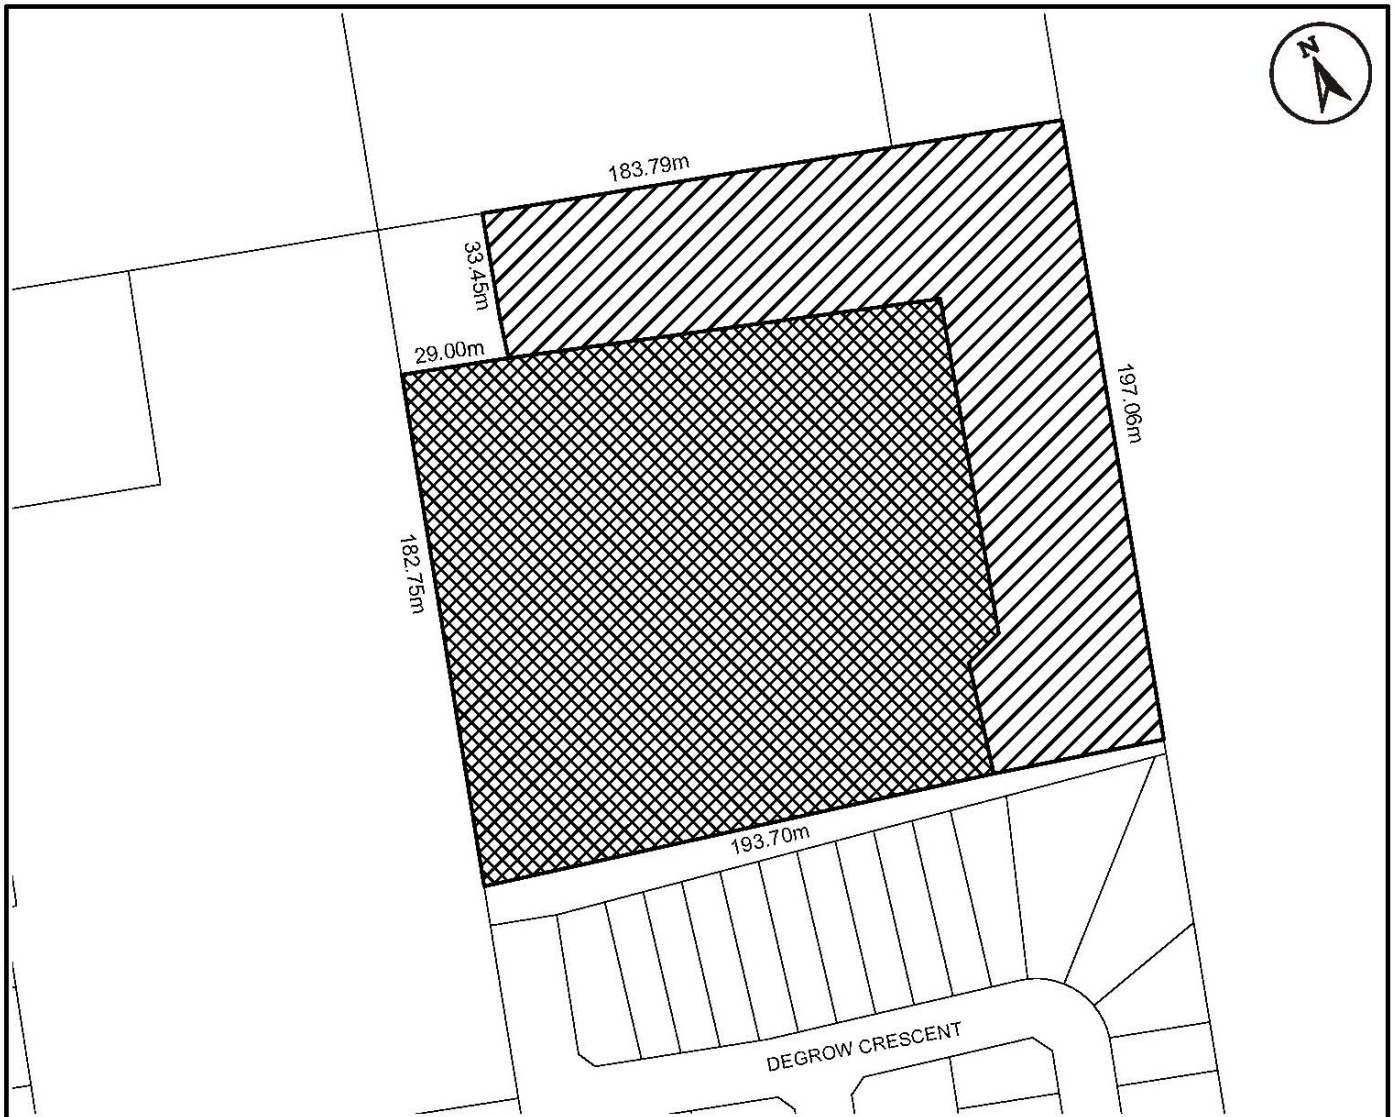 N
183.79m
33.45m
29.00m
197.06m
182.75m
193.70m
DEGROW CRESCENT